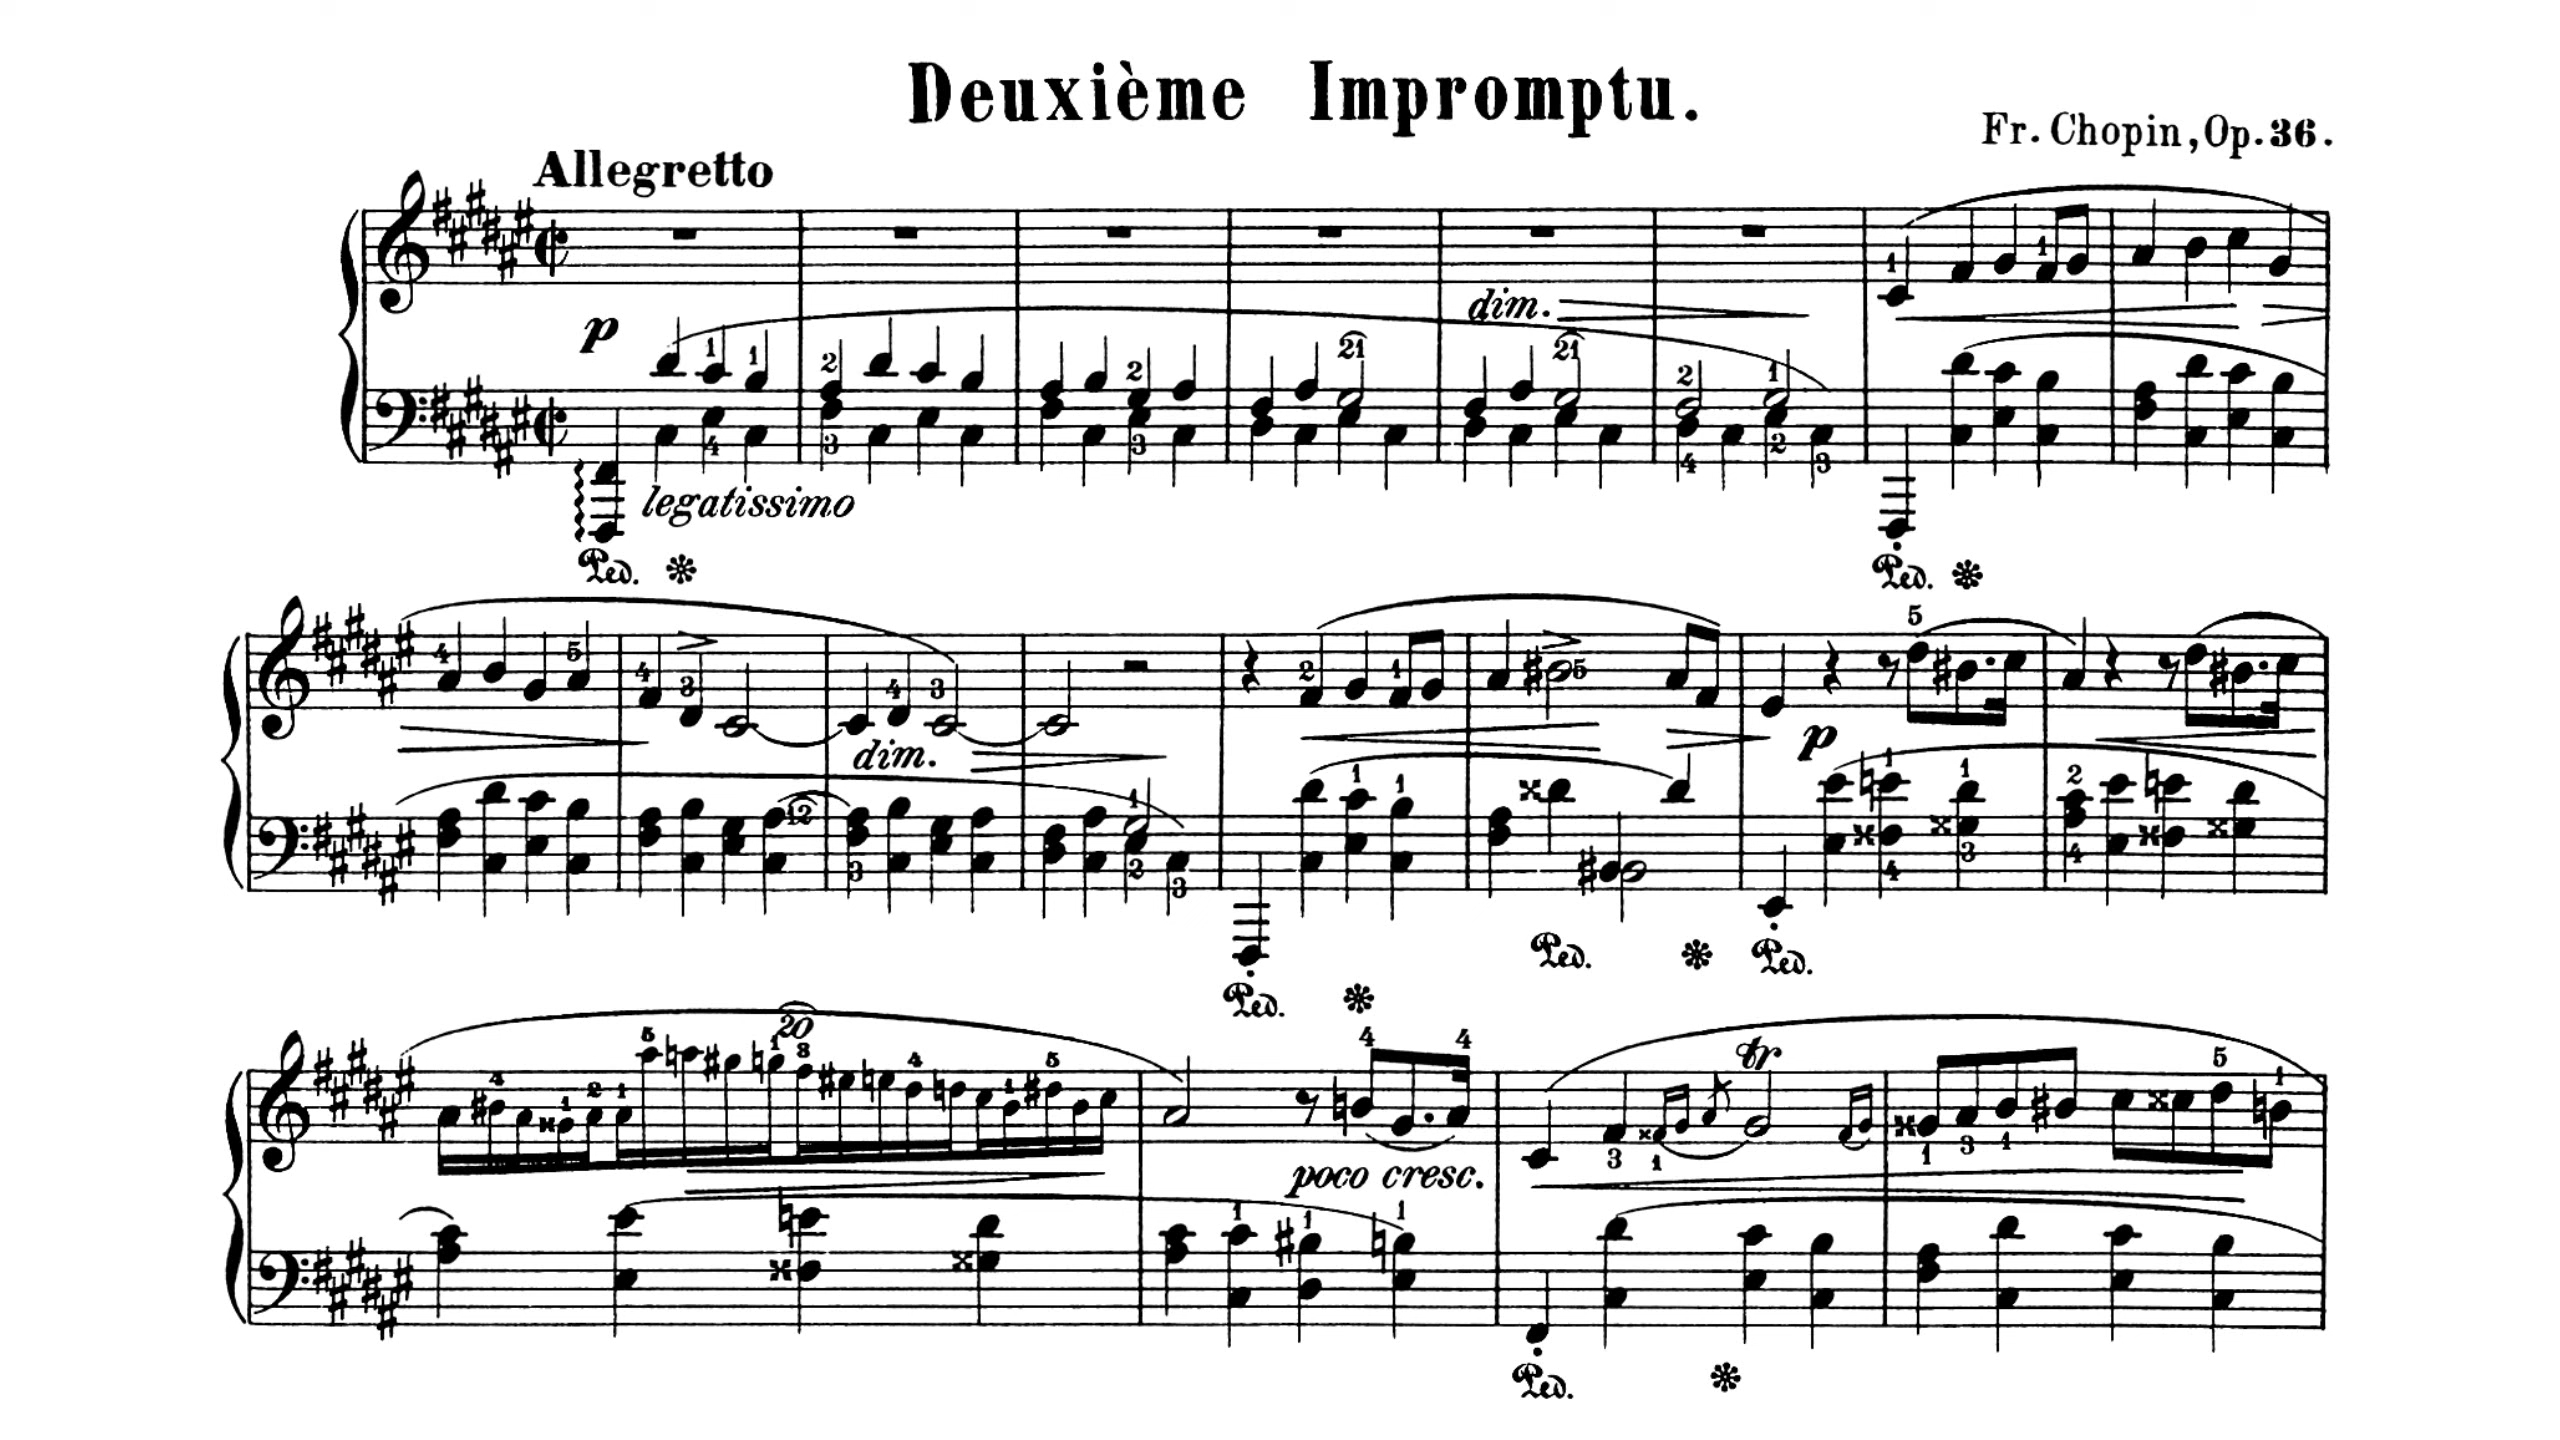 Deuxième Impromptu.
Fr. Chopin, Op. 36.
Allegretto
p
dim.
legatissimo
Ped. Ped.
dim.
p
Ped. Ped.
Ped.
20
poco cresc.
tr
Ped.